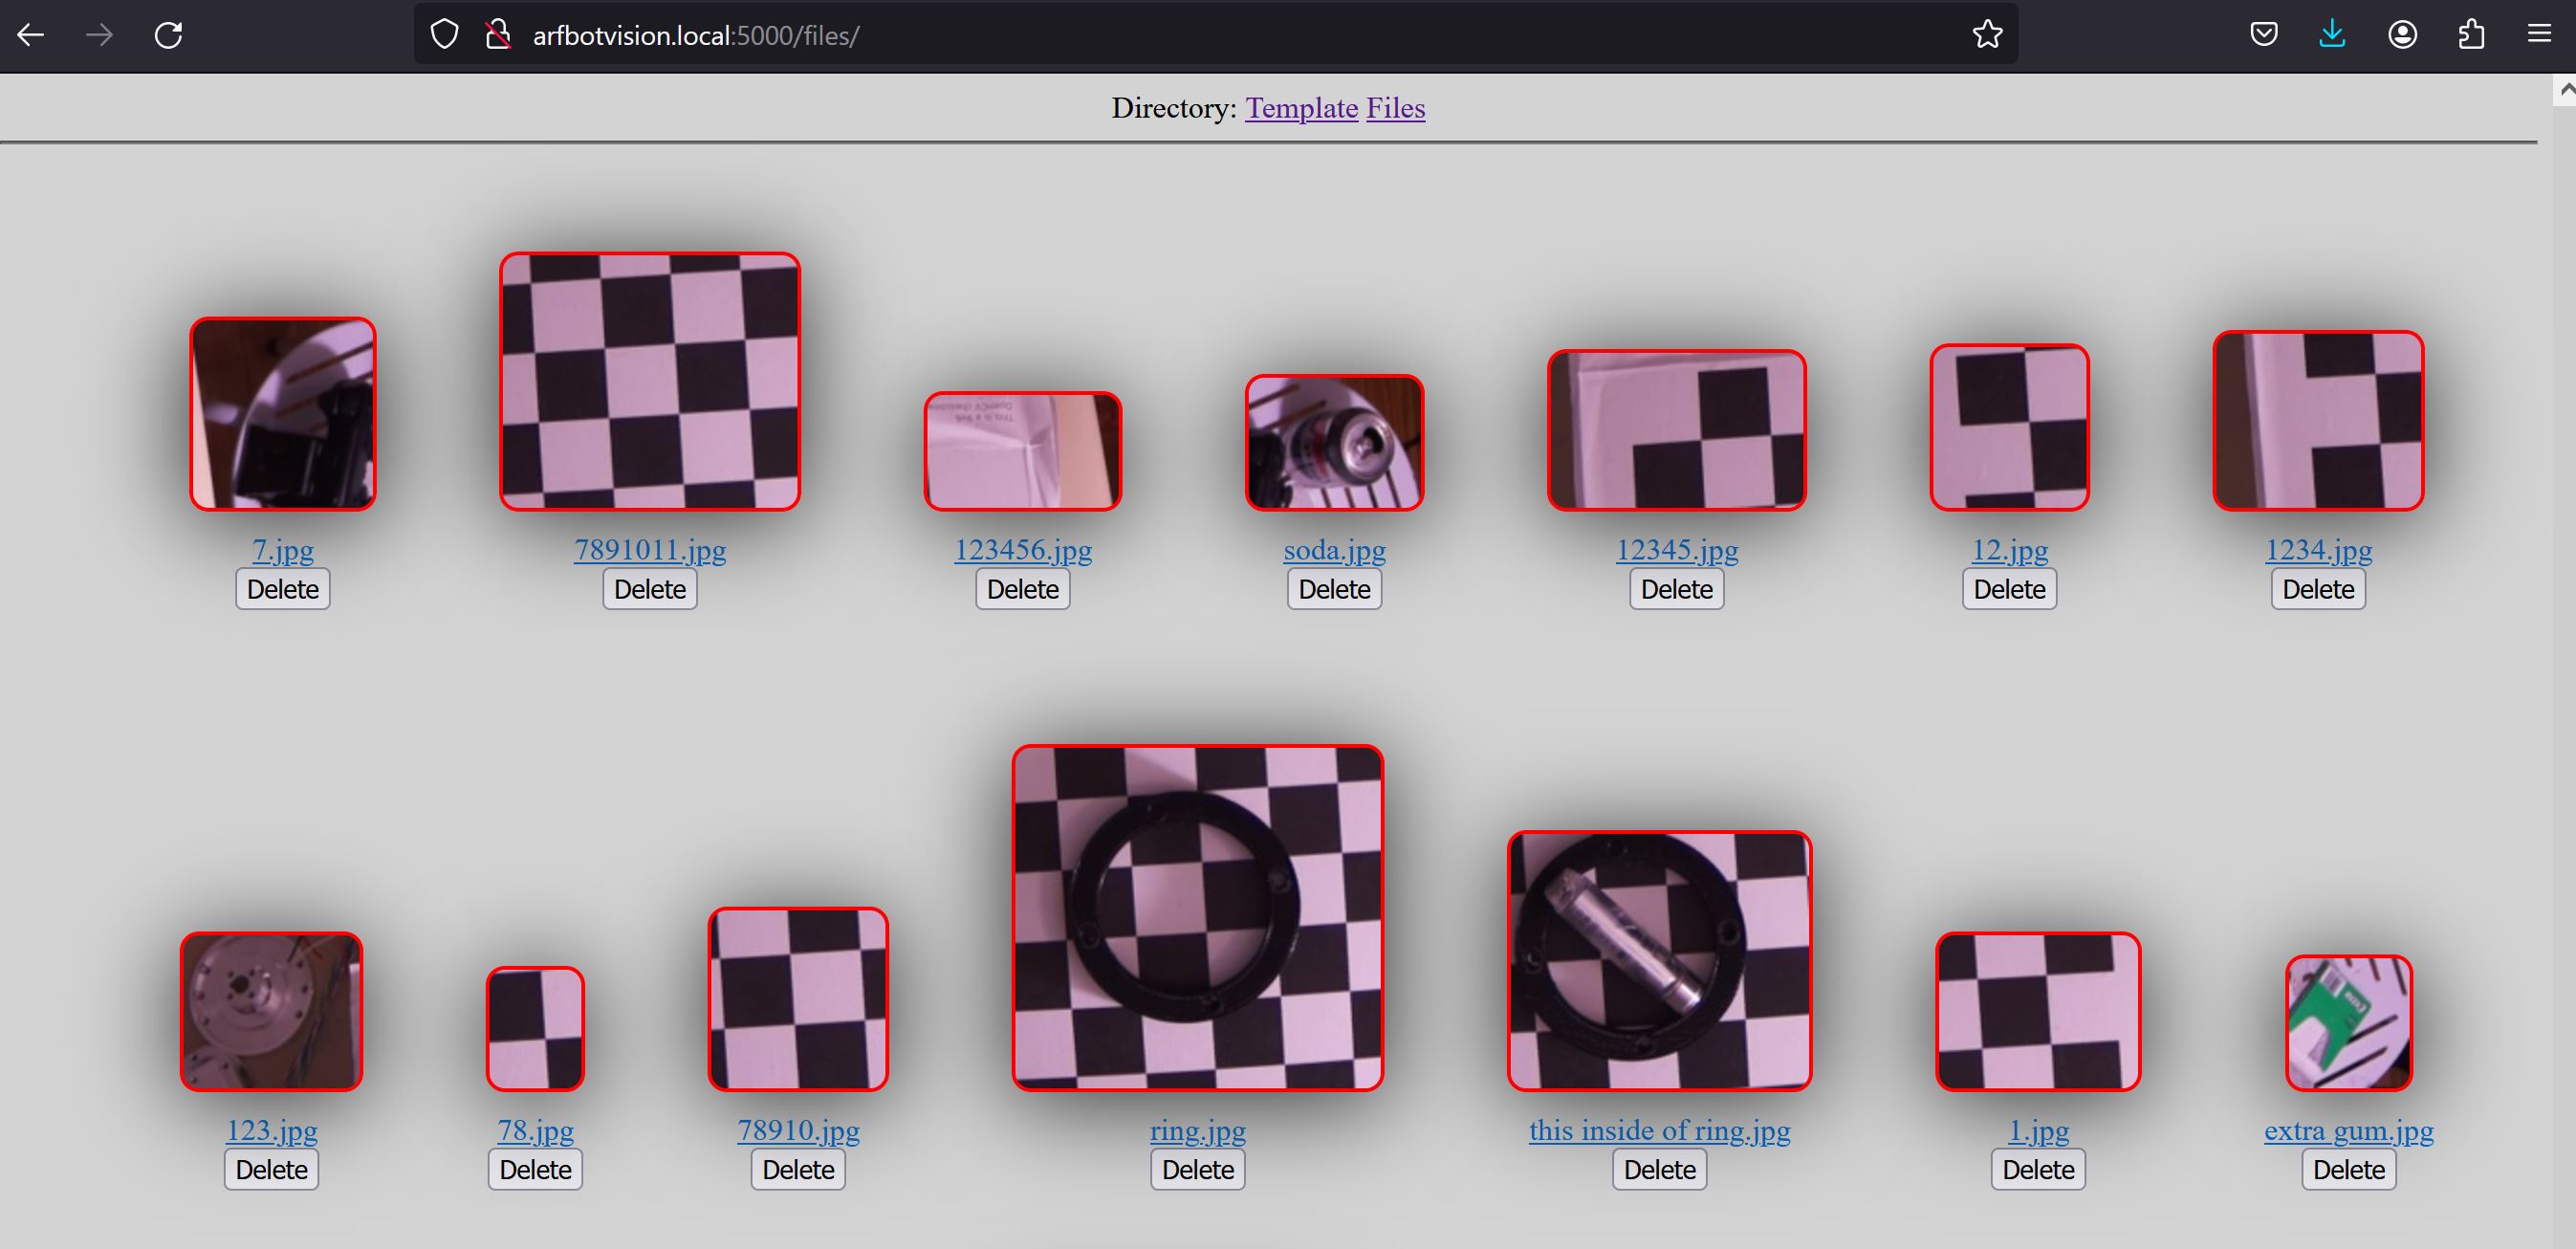 arfbotvision.local:5000/files/
Directory: Template Files
7.jpg
Delete
7891011.jpg
Delete
123456.jpg
Delete
soda.jpg
Delete
12345.jpg
Delete
12.jpg
Delete
1234.jpg
Delete
123.jpg
Delete
78.jpg
Delete
78910.jpg
Delete
ring.jpg
Delete
this inside of ring.jpg
Delete
1.jpg
Delete
extra gum.jpg
Delete